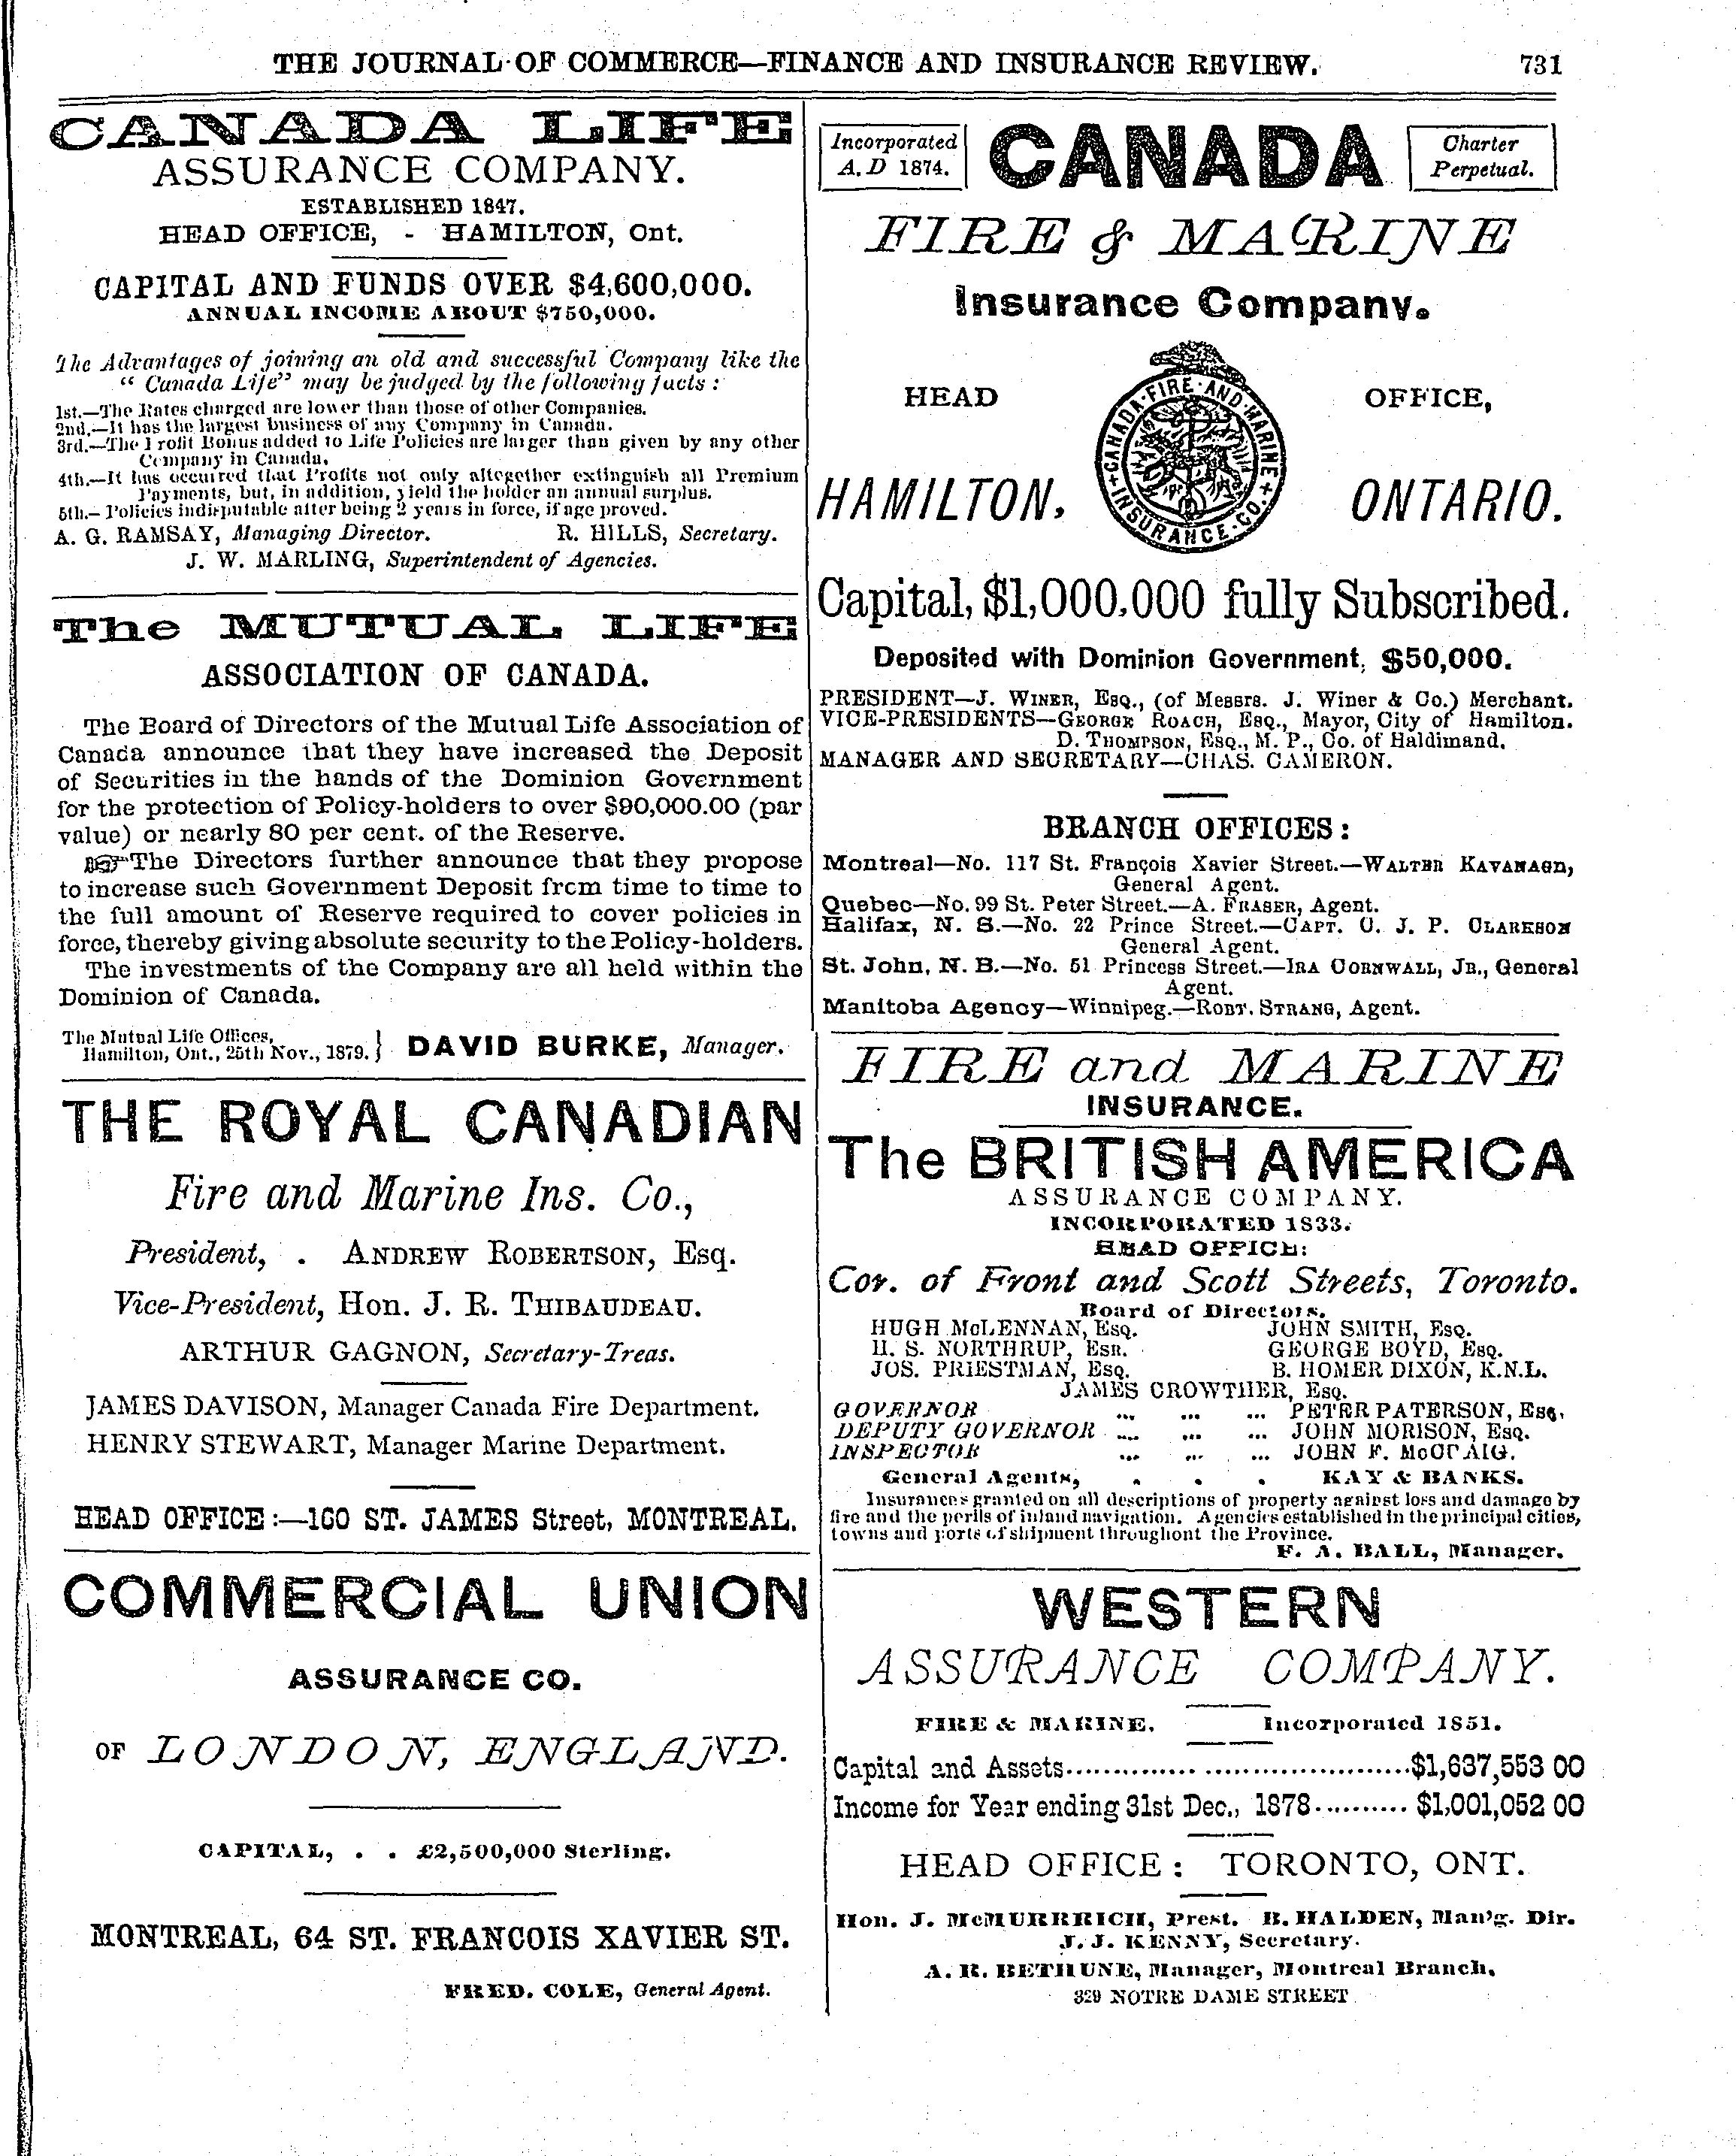 THE JOURNAL OF COMMERCE—FINANCE AND INSURANCE REVIEW. 731
CANADA LIFE
ASSURANCE COMPANY.
ESTABLISHED 1847.
HEAD OFFICE, - HAMILTON, Ont.
CAPITAL AND FUNDS OVER $4,600,000.
ANNUAL INCOME ABOUT $750,000.
The Advantages of joining an old and successful Company like the
“ Canada Life” may be judged by the following facts :
1st.—The Rates charged are lower than those of other Companies.
2nd.—It has the largest business of any Company in Canada.
3rd.—The Profit Bonus added to Life Policies are larger than given by any other
Company in Canada.
4th.—It has occurred that Profits not only altogether extinguish all Premium
Payments, but, in addition, yield the holder an annual surplus.
5th.—Policies indisputable after being 2 years in force, if age proved.
A. G. RAMSAY, Managing Director. R. HILLS, Secretary.
J. W. MARLING, Superintendent of Agencies.
The MUTUAL LIFE
ASSOCIATION OF CANADA.
The Board of Directors of the Mutual Life Association of
Canada announce that they have increased the Deposit
of Securities in the hands of the Dominion Government
for the protection of Policy-holders to over $90,000.00 (par
value) or nearly 80 per cent. of the Reserve.
☞The Directors further announce that they propose
to increase such Government Deposit from time to time to
the full amount of Reserve required to cover policies in
force, thereby giving absolute security to the Policy-holders.
The investments of the Company are all held within the
Dominion of Canada.
The Mutual Life Offices,
Hamilton, Ont., 25th Nov., 1879. } DAVID BURKE, Manager.
THE ROYAL CANADIAN
Fire and Marine Ins. Co.,
President, . ANDREW ROBERTSON, Esq.
Vice-President, Hon. J. R. THIBAUDEAU.
ARTHUR GAGNON, Secretary-Treas.
JAMES DAVISON, Manager Canada Fire Department.
HENRY STEWART, Manager Marine Department.
HEAD OFFICE :—160 ST. JAMES Street, MONTREAL.
COMMERCIAL UNION
ASSURANCE CO.
OF LONDON, ENGLAND.
CAPITAL, . . £2,500,000 Sterling.
MONTREAL, 64 ST. FRANCOIS XAVIER ST.
FRED. COLE, General Agent.
Incorporated
A. D 1874.
CANADA
Charter
Perpetual.
FIRE & MARINE
Insurance Company.
HEAD OFFICE,
CANADA FIRE AND MARINE
INSURANCE CO.
HAMILTON, ONTARIO.
Capital, $1,000,000 fully Subscribed.
Deposited with Dominion Government, $50,000.
PRESIDENT—J. WINER, ESQ., (of Messrs. J. Winer & Co.) Merchant.
VICE-PRESIDENTS—GEORGE ROACH, ESQ., Mayor, City of Hamilton.
D. THOMPSON, ESQ., M. P., Co. of Haldimand.
MANAGER AND SECRETARY—CHAS. CAMERON.
BRANCH OFFICES :
Montreal—No. 117 St. François Xavier Street.—WALTER KAVANAGH,
General Agent.
Quebec—No. 99 St. Peter Street.—A. FRASER, Agent.
Halifax, N. S.—No. 22 Prince Street.—CAPT. C. J. P. CLARKSON
General Agent.
St. John, N. B.—No. 51 Princess Street.—IRA CORNWALL, JR., General
Agent.
Manitoba Agency—Winnipeg.—ROBT. STRANG, Agent.
FIRE and MARINE
INSURANCE.
The BRITISH AMERICA
ASSURANCE COMPANY.
INCORPORATED 1833.
HEAD OFFICE:
Cor. of Front and Scott Streets, Toronto.
Board of Directors.
HUGH McLENNAN, ESQ. JOHN SMITH, ESQ.
H. S. NORTHRUP, ESQ. GEORGE BOYD, ESQ.
JOS. PRIESTMAN, ESQ. B. HOMER DIXON, K.N.L.
JAMES CROWTHER, ESQ.
GOVERNOR ... ... ... PETER PATERSON, ESQ.
DEPUTY GOVERNOR ... ... ... JOHN MORISON, ESQ.
INSPECTOR ... ... ... JOHN F. McCUAIG.
General Agents, . . . KAY & BANKS.
Insurances granted on all descriptions of property against loss and damage by
fire and the perils of inland navigation. Agencies established in the principal cities,
towns and ports of shipment throughout the Province.
F. A. BALL, Manager.
WESTERN
ASSURANCE COMPANY.
FIRE & MARINE. Incorporated 1851.
Capital and Assets.....................................$1,637,553 00
Income for Year ending 31st Dec., 1878.......... $1,001,052 00
HEAD OFFICE : TORONTO, ONT.
Hon. J. McMURRRICH, Prest. B. HALDEN, Man'g. Dir.
J. J. KENNY, Secretary.
A. R. BETHUNE, Manager, Montreal Branch,
329 NOTRE DAME STREET